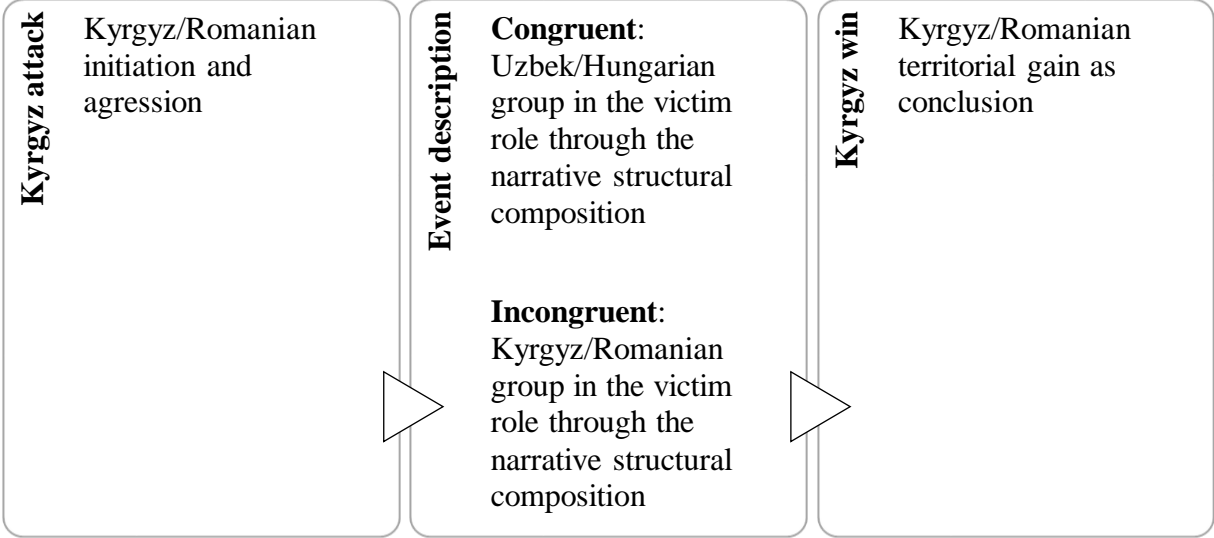 Kyrgyz attack
Kyrgyz/Romanian
initiation and
agression
Event description
Congruent:
Uzbek/Hungarian
group in the victim
role through the
narrative structural
composition
Incongruent:
Kyrgyz/Romanian
group in the victim
role through the
narrative structural
composition
Kyrgyz win
Kyrgyz/Romanian
territorial gain as
conclusion